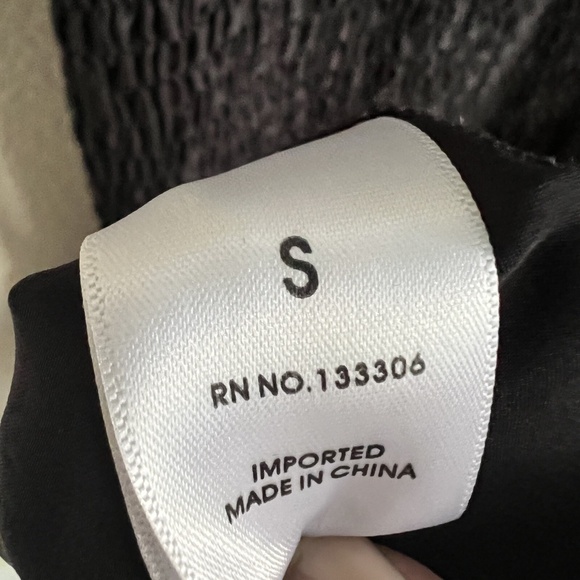 S
RN NO.133306
IMPORTED
MADE IN CHINA